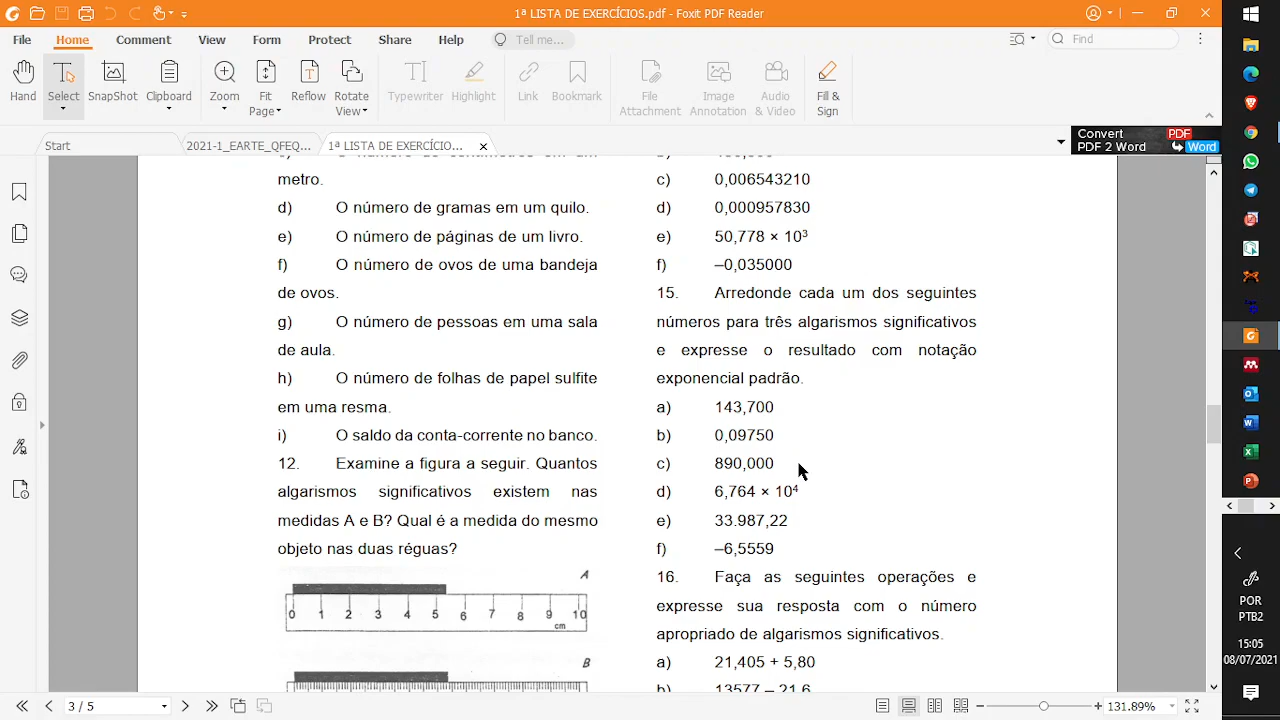 1ª LISTA DE EXERCÍCIOS.pdf - Foxit PDF Reader
File Home Comment View Form Protect Share Help Tell me... Find
Hand Select SnapShot Clipboard Zoom Fit Page Reflow Rotate View Typewriter Highlight Link Bookmark File Attachment Image Annotation Audio & Video Fill & Sign
Start 2021-1_EARTE_QFEQ... 1ª LISTA DE EXERCÍCIO...
Convert PDF
PDF 2 Word Word
metro.
d) O número de gramas em um quilo.
e) O número de páginas de um livro.
f) O número de ovos de uma bandeja
de ovos.
g) O número de pessoas em uma sala
de aula.
h) O número de folhas de papel sulfite
em uma resma.
i) O saldo da conta-corrente no banco.
12. Examine a figura a seguir. Quantos
algarismos significativos existem nas
medidas A e B? Qual é a medida do mesmo
objeto nas duas réguas?
A
0 1 2 3 4 5 6 7 8 9 10
cm
B
c) 0,006543210
d) 0,000957830
e) 50,778 × 10³
f) –0,035000
15. Arredonde cada um dos seguintes
números para três algarismos significativos
e expresse o resultado com notação
exponencial padrão.
a) 143,700
b) 0,09750
c) 890,000
d) 6,764 × 10⁴
e) 33.987,22
f) –6,5559
16. Faça as seguintes operações e
expresse sua resposta com o número
apropriado de algarismos significativos.
a) 21,405 + 5,80
b) 13577 – 21,6
3 / 5
131.89%
POR
PTB2
15:05
08/07/2021